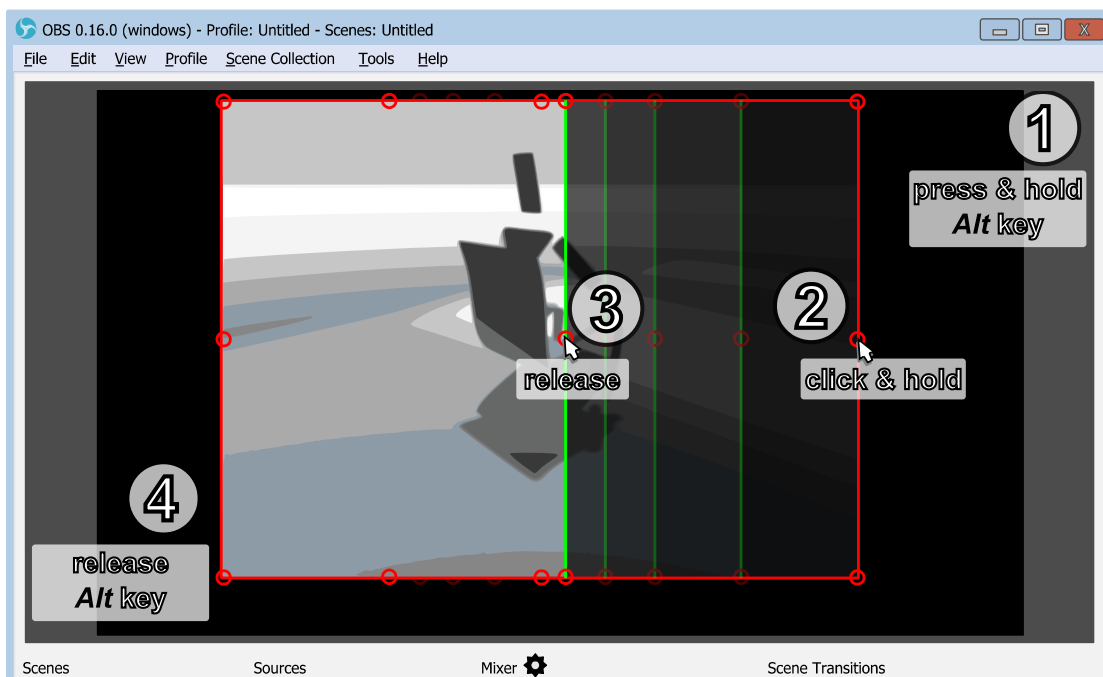 OBS 0.16.0 (windows) - Profile: Untitled - Scenes: Untitled
X
File Edit View Profile Scene Collection Tools Help
1
press & hold
Alt key
2
click & hold
3
release
4
release
Alt key
Scenes Sources Mixer Scene Transitions